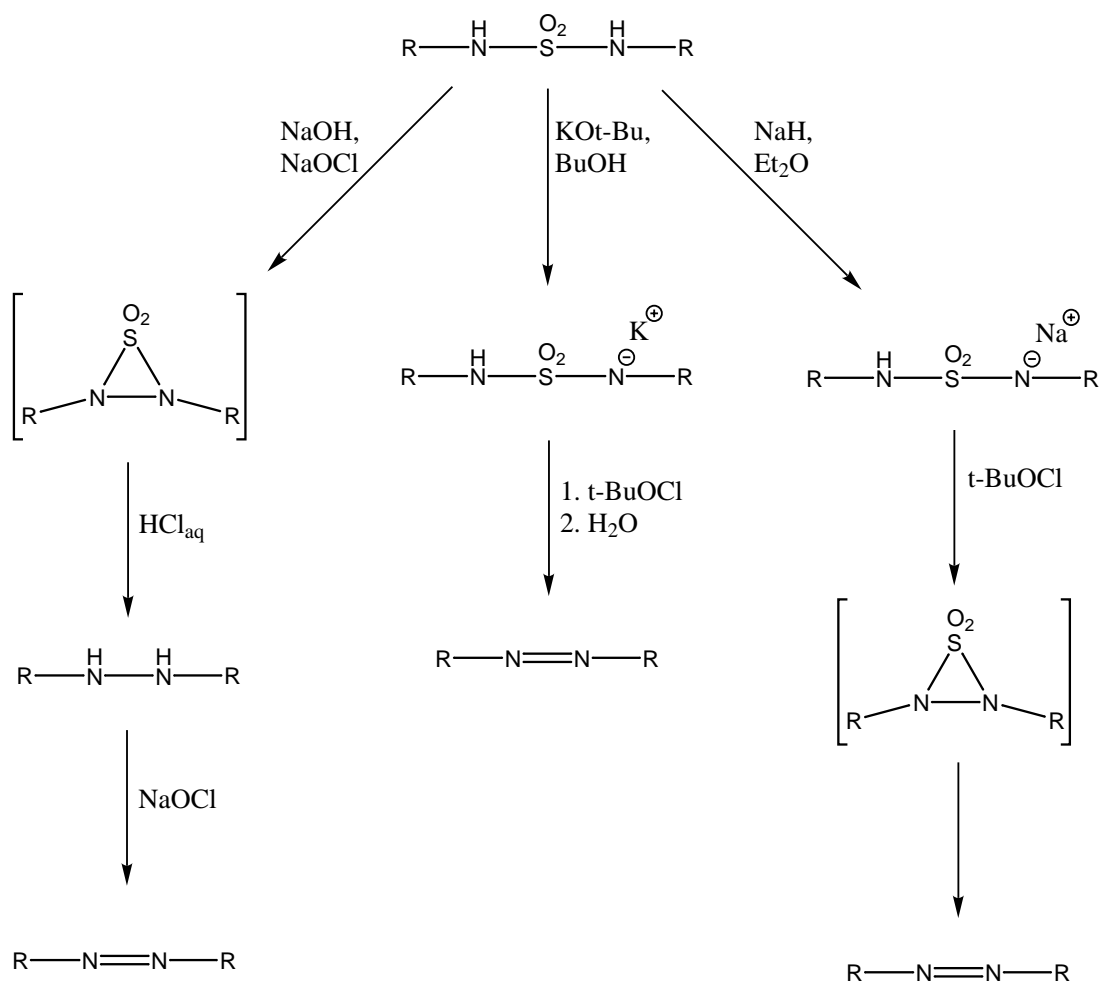 R H N O2 S H N R
NaOH,
NaOCl
KOt-Bu,
BuOH
NaH,
Et2O
O2 S N N R R
R H N O2 S N ⊖ K ⊕ R
R H N O2 S N ⊖ Na ⊕ R
HClaq
1. t-BuOCl
2. H2O
t-BuOCl
R H N H N R
R N N R
O2 S N N R R
NaOCl
R N N R
R N N R